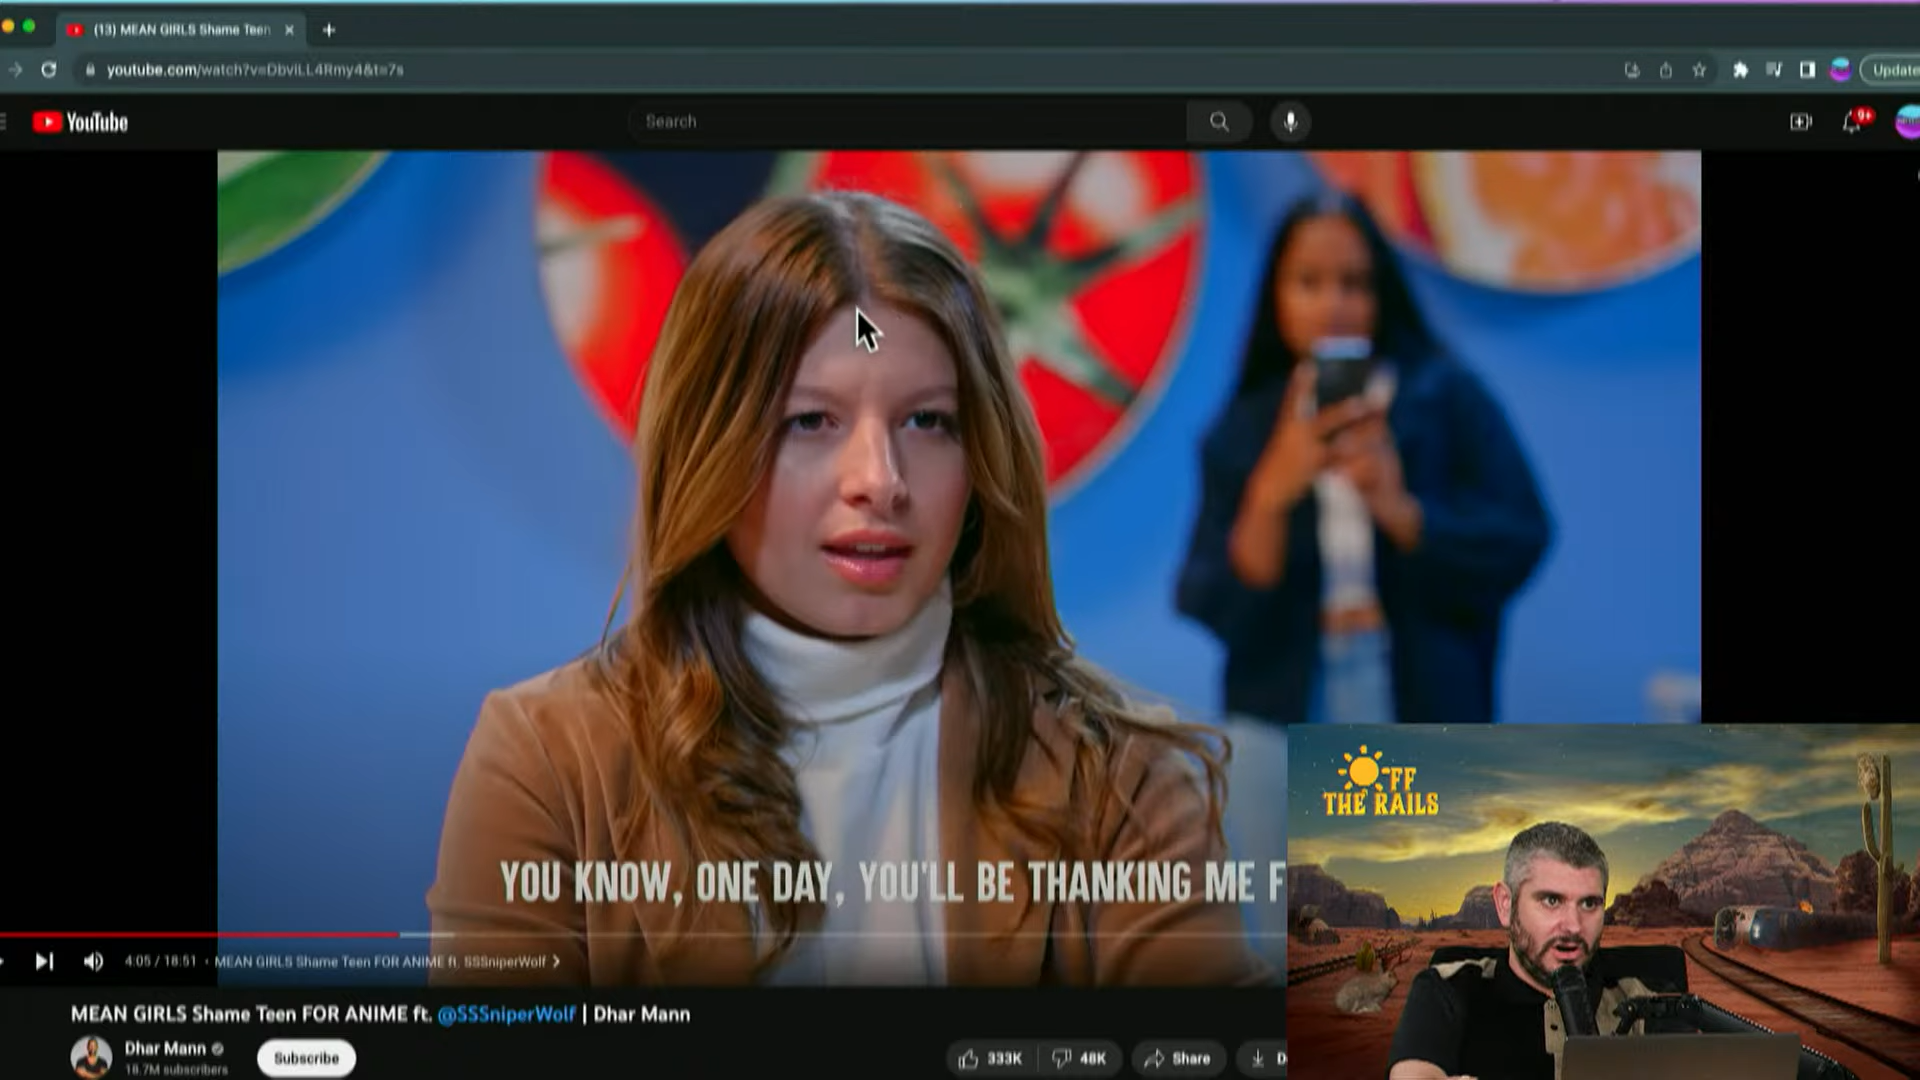 (13) MEAN GIRLS Shame Teen
youtube.com/watch?v=DbviLL4Rmy4&t=7s
Update
YouTube
Search
9+
YOU KNOW, ONE DAY, YOU'LL BE THANKING ME F
OFF
THE RAILS
4:05 / 18:51 • MEAN GIRLS Shame Teen FOR ANIME ft. SSSniperWolf >
MEAN GIRLS Shame Teen FOR ANIME ft. @SSSniperWolf | Dhar Mann
Dhar Mann
18.7M subscribers
Subscribe
333K
48K
Share
D